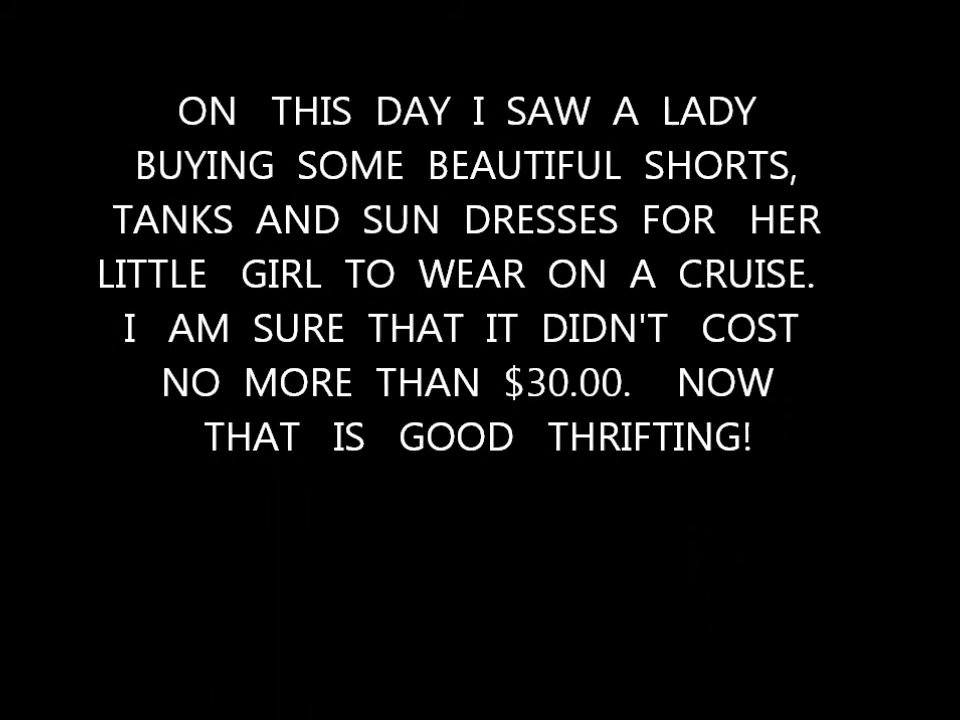 ON THIS DAY I SAW A LADY
BUYING SOME BEAUTIFUL SHORTS,
TANKS AND SUN DRESSES FOR HER
LITTLE GIRL TO WEAR ON A CRUISE.
I AM SURE THAT IT DIDN'T COST
NO MORE THAN $30.00. NOW
THAT IS GOOD THRIFTING!